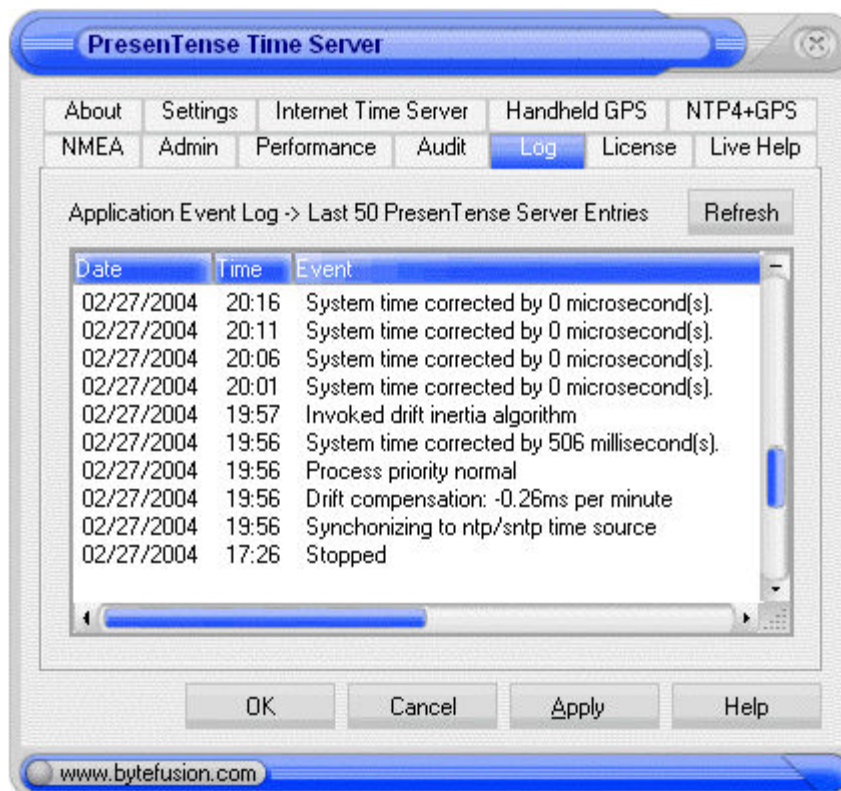 PresenTense Time Server
About Settings Internet Time Server Handheld GPS NTP4+GPS
NMEA Admin Performance Audit Log License Live Help
Application Event Log -> Last 50 PresenTense Server Entries Refresh
Date Time Event
02/27/2004 20:16 System time corrected by 0 microsecond(s).
02/27/2004 20:11 System time corrected by 0 microsecond(s).
02/27/2004 20:06 System time corrected by 0 microsecond(s).
02/27/2004 20:01 System time corrected by 0 microsecond(s).
02/27/2004 19:57 Invoked drift inertia algorithm
02/27/2004 19:56 System time corrected by 506 millisecond(s).
02/27/2004 19:56 Process priority normal
02/27/2004 19:56 Drift compensation: -0.26ms per minute
02/27/2004 19:56 Synchonizing to ntp/sntp time source
02/27/2004 17:26 Stopped
OK Cancel Apply Help
www.bytefusion.com